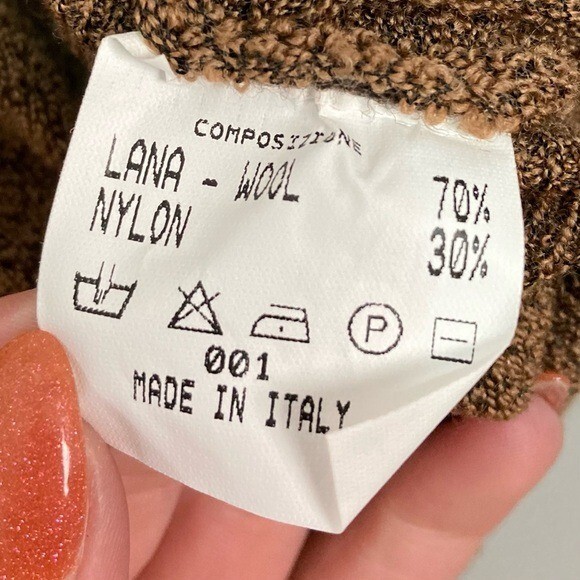 COMPOSIZIONE
LANA - WOOL 70%
NYLON 30%
P
001
MADE IN ITALY